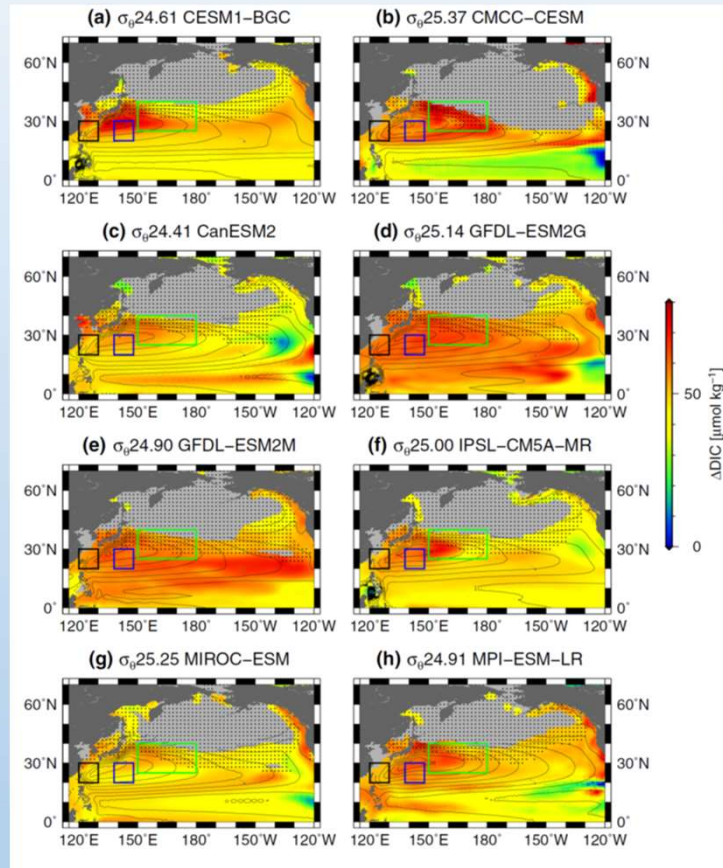 (a) σθ24.61 CESM1−BGC
(b) σθ25.37 CMCC−CESM
60°N
30°N
0°
60°N
30°N
0°
120°E 150°E 180° 150°W 120°W
120°E 150°E 180° 150°W 120°W
(c) σθ24.41 CanESM2
(d) σθ25.14 GFDL−ESM2G
60°N
30°N
0°
60°N
30°N
0°
120°E 150°E 180° 150°W 120°W
120°E 150°E 180° 150°W 120°W
(e) σθ24.90 GFDL−ESM2M
(f) σθ25.00 IPSL−CM5A−MR
60°N
30°N
0°
60°N
30°N
0°
120°E 150°E 180° 150°W 120°W
120°E 150°E 180° 150°W 120°W
(g) σθ25.25 MIROC−ESM
(h) σθ24.91 MPI−ESM−LR
60°N
30°N
0°
60°N
30°N
0°
120°E 150°E 180° 150°W 120°W
120°E 150°E 180° 150°W 120°W
50
0
ΔDIC [μmol kg⁻¹]